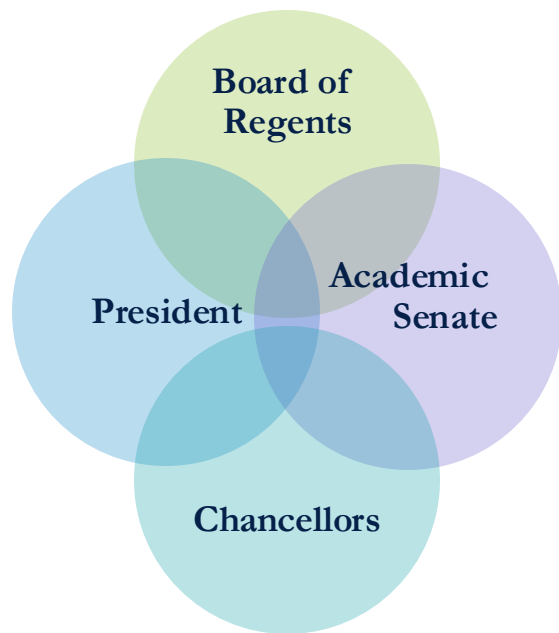 Board of
Regents
Academic
Senate
President
Chancellors